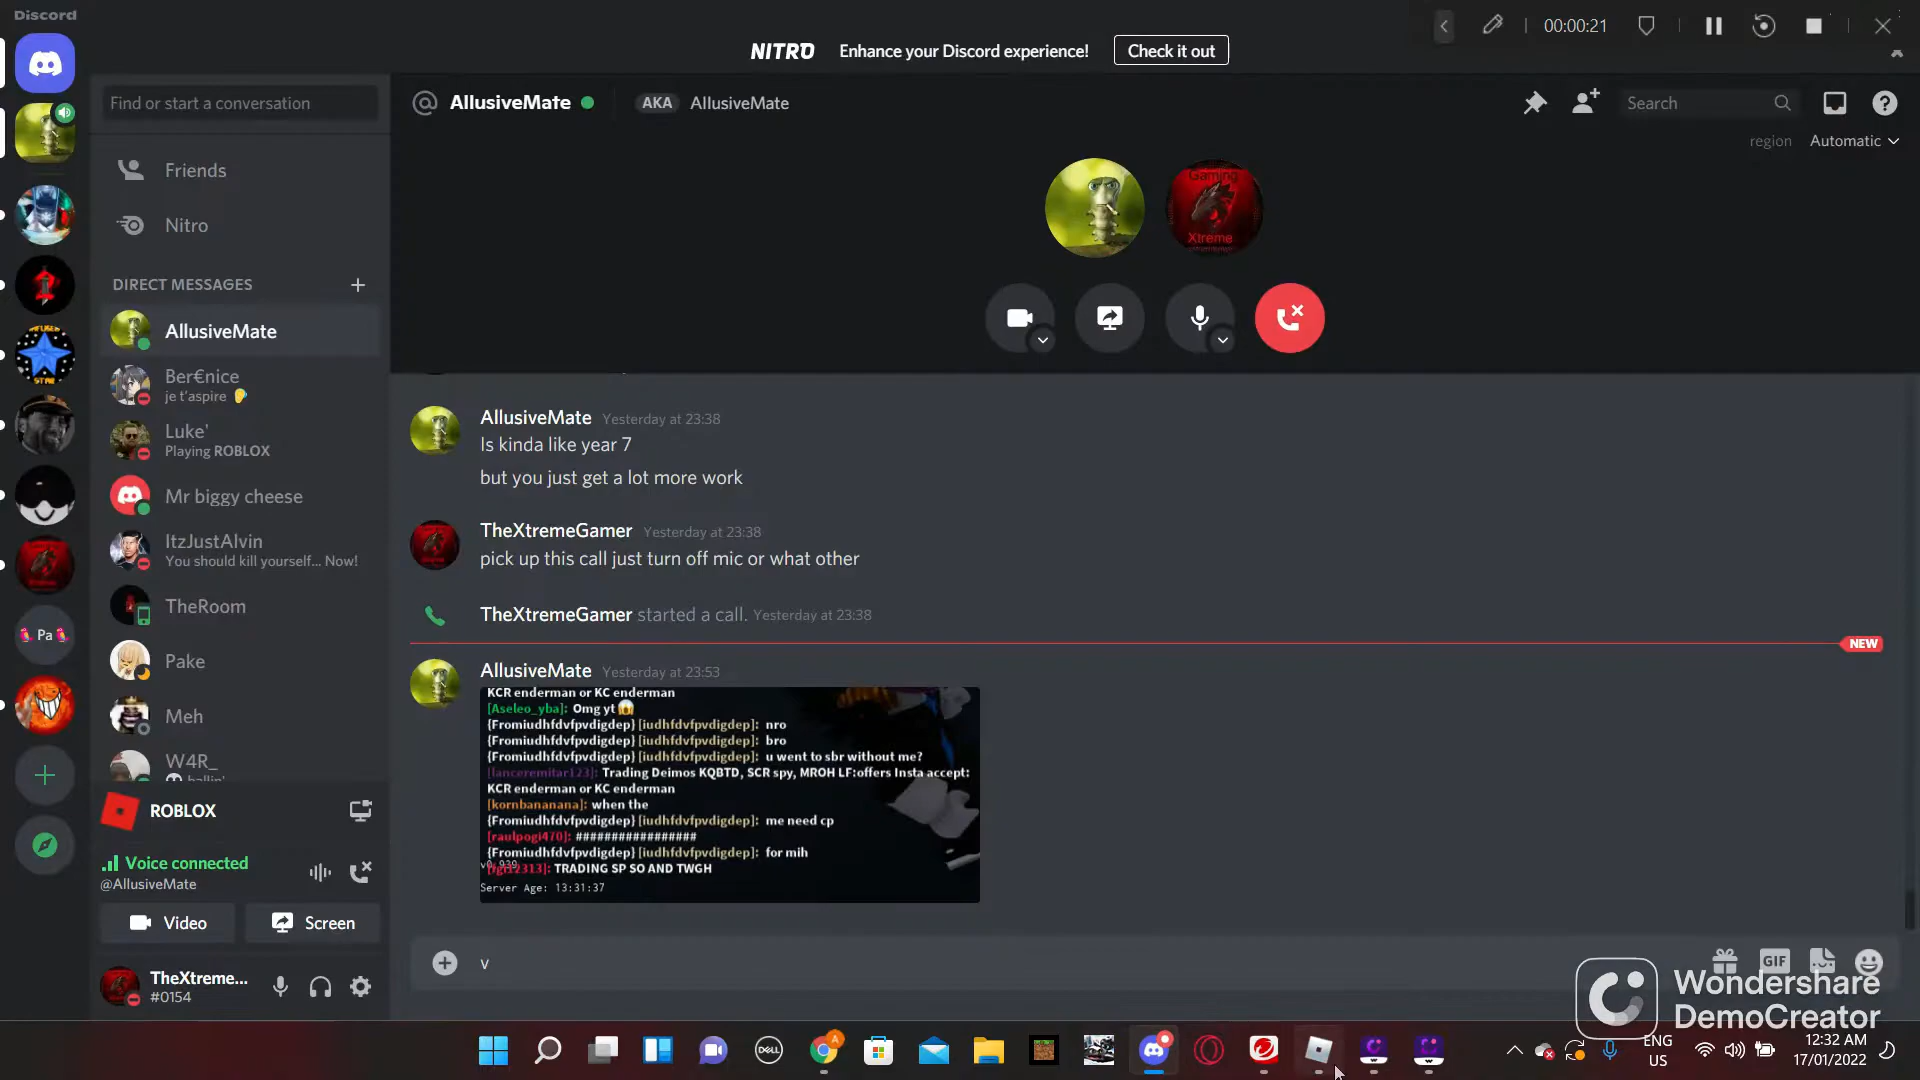 Discord
00:00:21
NITRO Enhance your Discord experience! Check it out
Find or start a conversation
AllusiveMate AKA AllusiveMate
Search
region Automatic
Friends
Nitro
DIRECT MESSAGES
AllusiveMate
Ber€nice
je t'aspire
Luke'
Playing ROBLOX
Mr biggy cheese
ItzJustAlvin
You should kill yourself... Now!
TheRoom
Pake
Meh
W4R_
ballin'
Pa
ROBLOX
Voice connected
@AllusiveMate
Video
Screen
TheXtreme...
#0154
Gaming
Xtreme
AllusiveMate Yesterday at 23:38
Is kinda like year 7
but you just get a lot more work
TheXtremeGamer Yesterday at 23:38
pick up this call just turn off mic or what other
TheXtremeGamer started a call. Yesterday at 23:38
NEW
AllusiveMate Yesterday at 23:53
KCR enderman or KC enderman
[Aseleo_yba]: Omg yt
{Fromiudhfdvfpvdigdep} [iudhfdvfpvdigdep]: nro
{Fromiudhfdvfpvdigdep} [iudhfdvfpvdigdep]: bro
{Fromiudhfdvfpvdigdep} [iudhfdvfpvdigdep]: u went to sbr without me?
[lanceremitar123]: Trading Deimos KQBTD, SCR spy, MROH LF:offers Insta accept:
KCR enderman or KC enderman
[kornbananana]: when the
{Fromiudhfdvfpvdigdep} [iudhfdvfpvdigdep]: me need cp
[raulpogi470]: #################
{Fromiudhfdvfpvdigdep} [iudhfdvfpvdigdep]: for mih
TRADING SP SO AND TWGH
Server Age: 13:31:37
v
GIF
Wondershare
DemoCreator
DELL
A
ENG
US
12:32 AM
17/01/2022